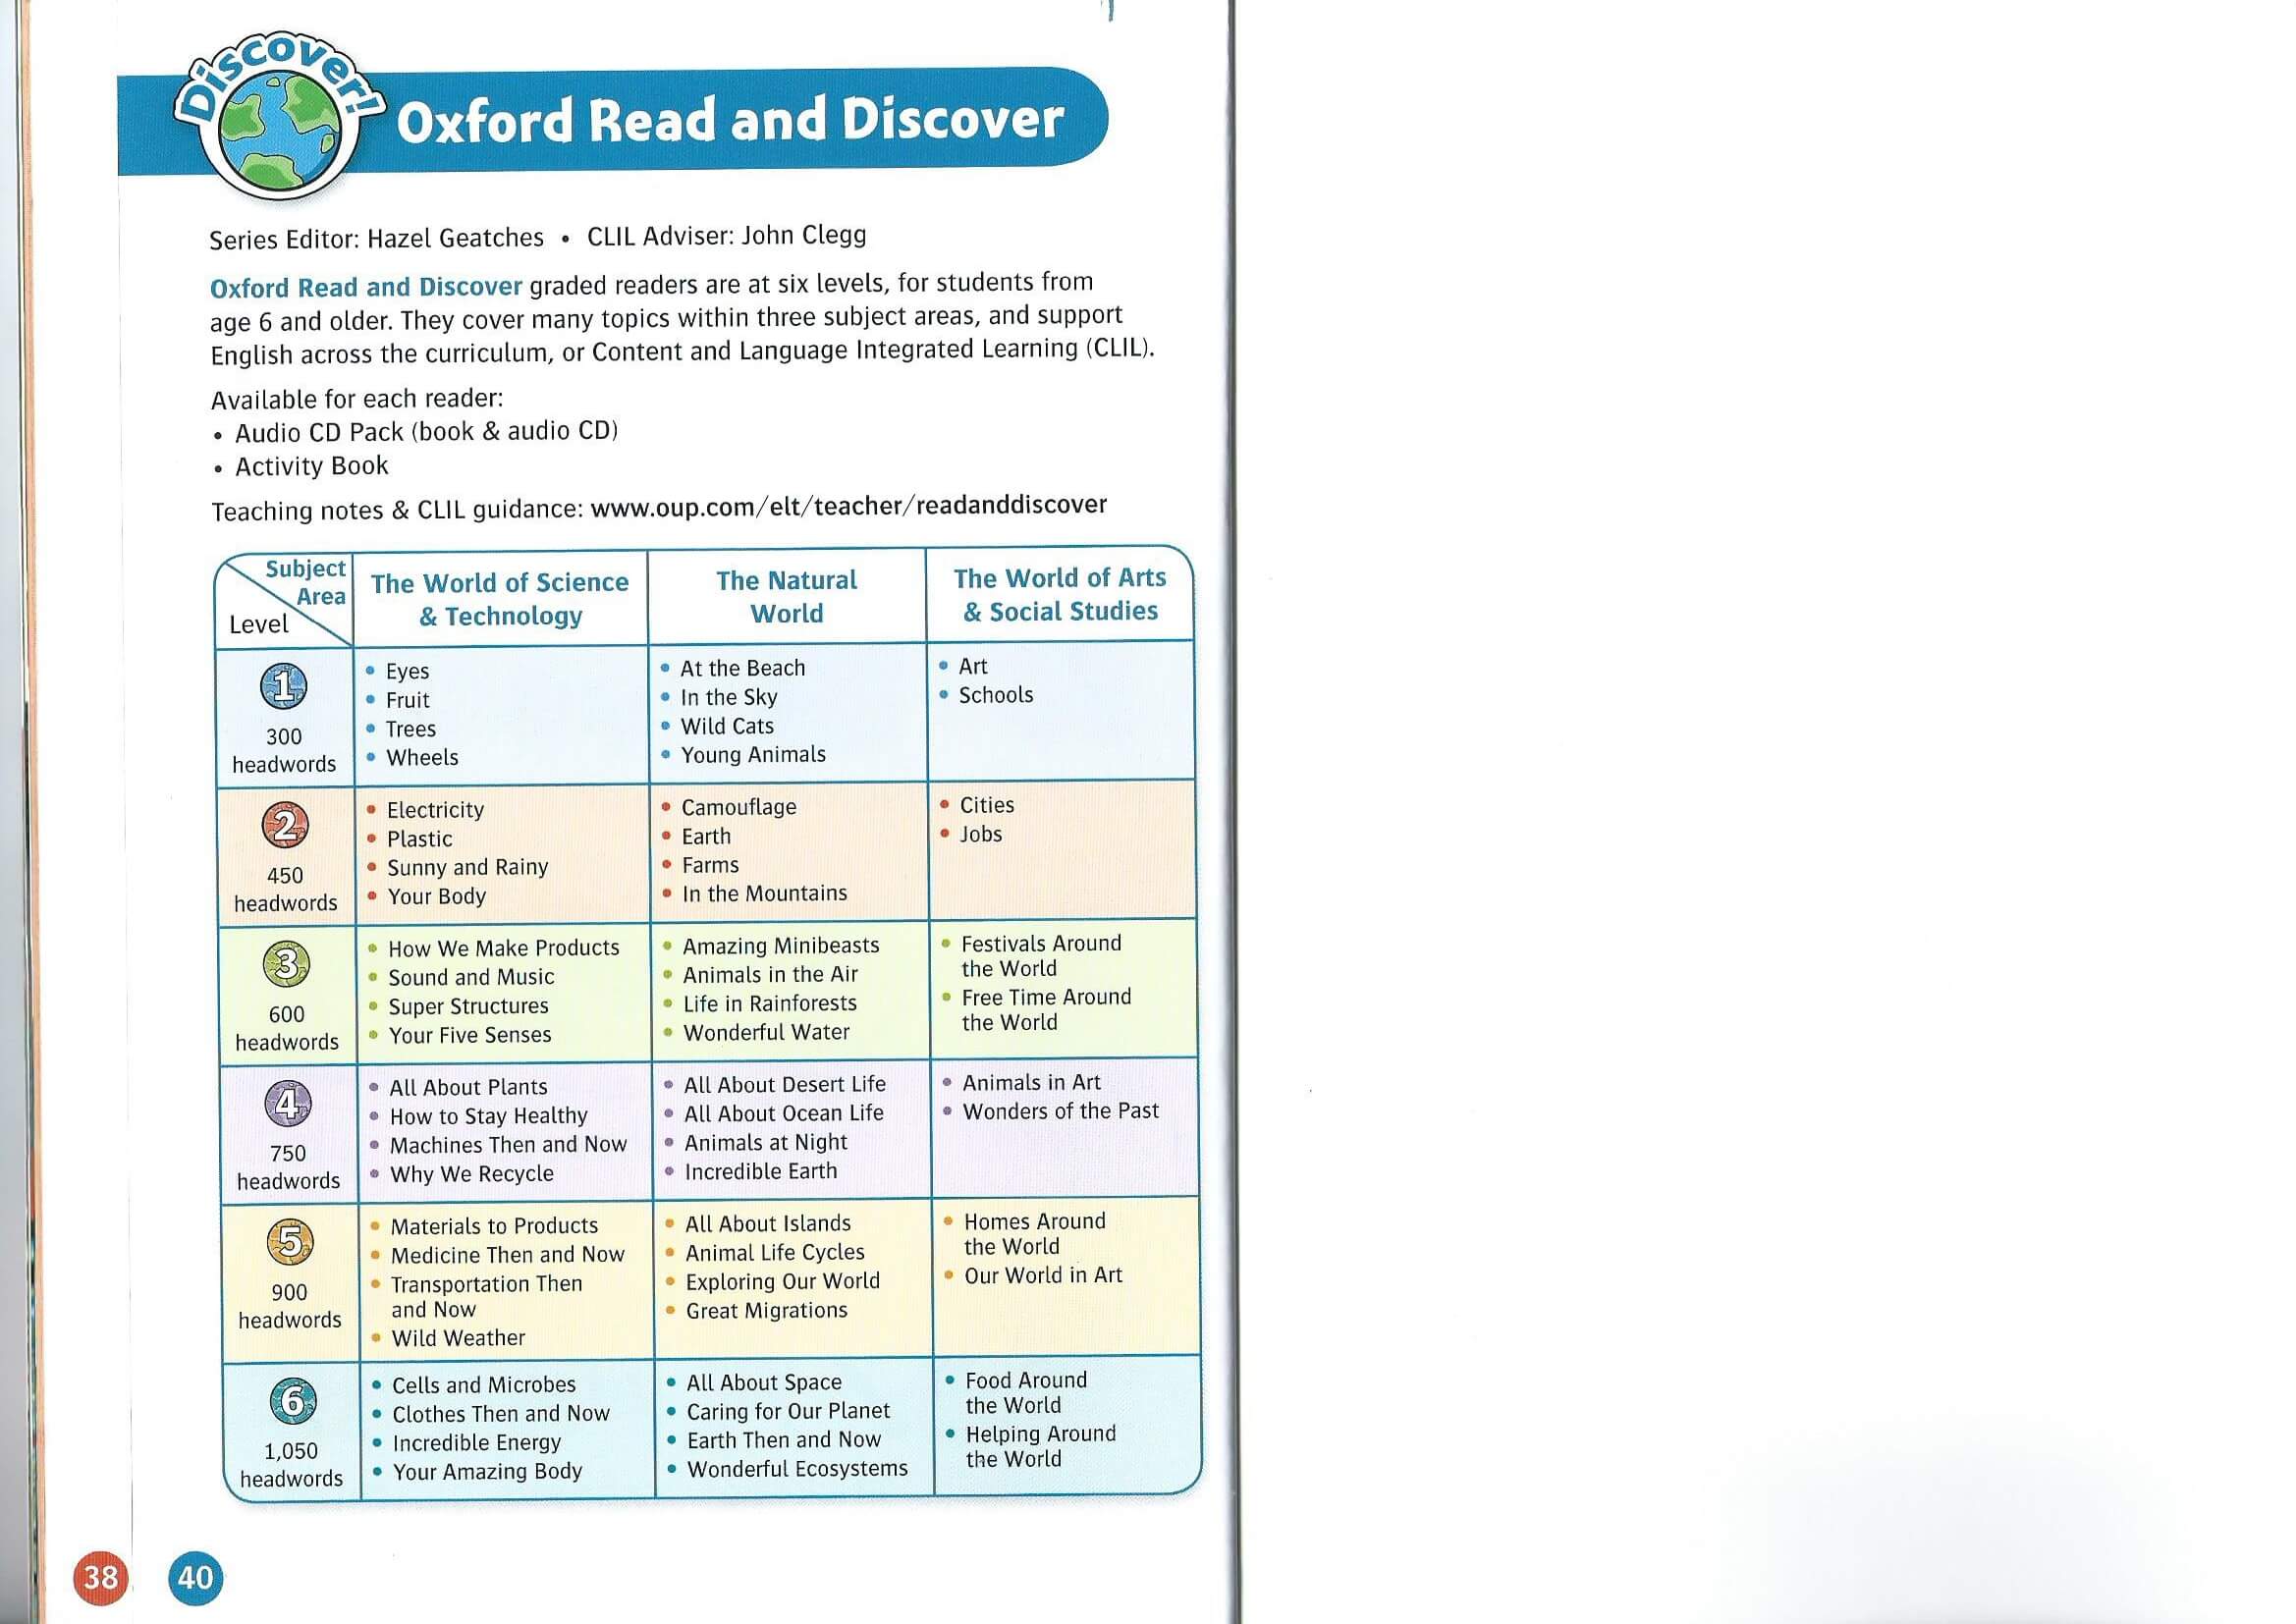 Discover!
Oxford Read and Discover
Series Editor: Hazel Geatches • CLIL Adviser: John Clegg
Oxford Read and Discover graded readers are at six levels, for students from
age 6 and older. They cover many topics within three subject areas, and support
English across the curriculum, or Content and Language Integrated Learning (CLIL).
Available for each reader:
• Audio CD Pack (book & audio CD)
• Activity Book
Teaching notes & CLIL guidance: www.oup.com/elt/teacher/readanddiscover
Subject
Area
Level
The World of Science
& Technology
The Natural
World
The World of Arts
& Social Studies
1
300
headwords
• Eyes
• Fruit
• Trees
• Wheels
• At the Beach
• In the Sky
• Wild Cats
• Young Animals
• Art
• Schools
2
450
headwords
• Electricity
• Plastic
• Sunny and Rainy
• Your Body
• Camouflage
• Earth
• Farms
• In the Mountains
• Cities
• Jobs
3
600
headwords
• How We Make Products
• Sound and Music
• Super Structures
• Your Five Senses
• Amazing Minibeasts
• Animals in the Air
• Life in Rainforests
• Wonderful Water
• Festivals Around
the World
• Free Time Around
the World
4
750
headwords
• All About Plants
• How to Stay Healthy
• Machines Then and Now
• Why We Recycle
• All About Desert Life
• All About Ocean Life
• Animals at Night
• Incredible Earth
• Animals in Art
• Wonders of the Past
5
900
headwords
• Materials to Products
• Medicine Then and Now
• Transportation Then
and Now
• Wild Weather
• All About Islands
• Animal Life Cycles
• Exploring Our World
• Great Migrations
• Homes Around
the World
• Our World in Art
6
1,050
headwords
• Cells and Microbes
• Clothes Then and Now
• Incredible Energy
• Your Amazing Body
• All About Space
• Caring for Our Planet
• Earth Then and Now
• Wonderful Ecosystems
• Food Around
the World
• Helping Around
the World
38
40